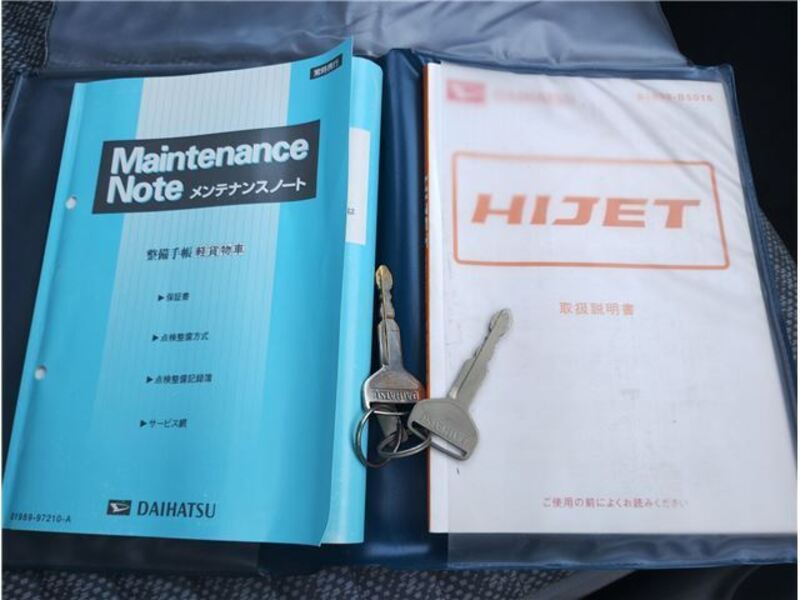 Maintenance
Note メンテナンスノート
整備手帳 軽貨物車
▶保証書
▶点検整備方式
▶点検整備記録簿
▶サービス網
DAIHATSU
DAIHATSU
HIJET
取扱説明書
ご使用の前によくお読みください
DAIHATSU
DAIHATSU